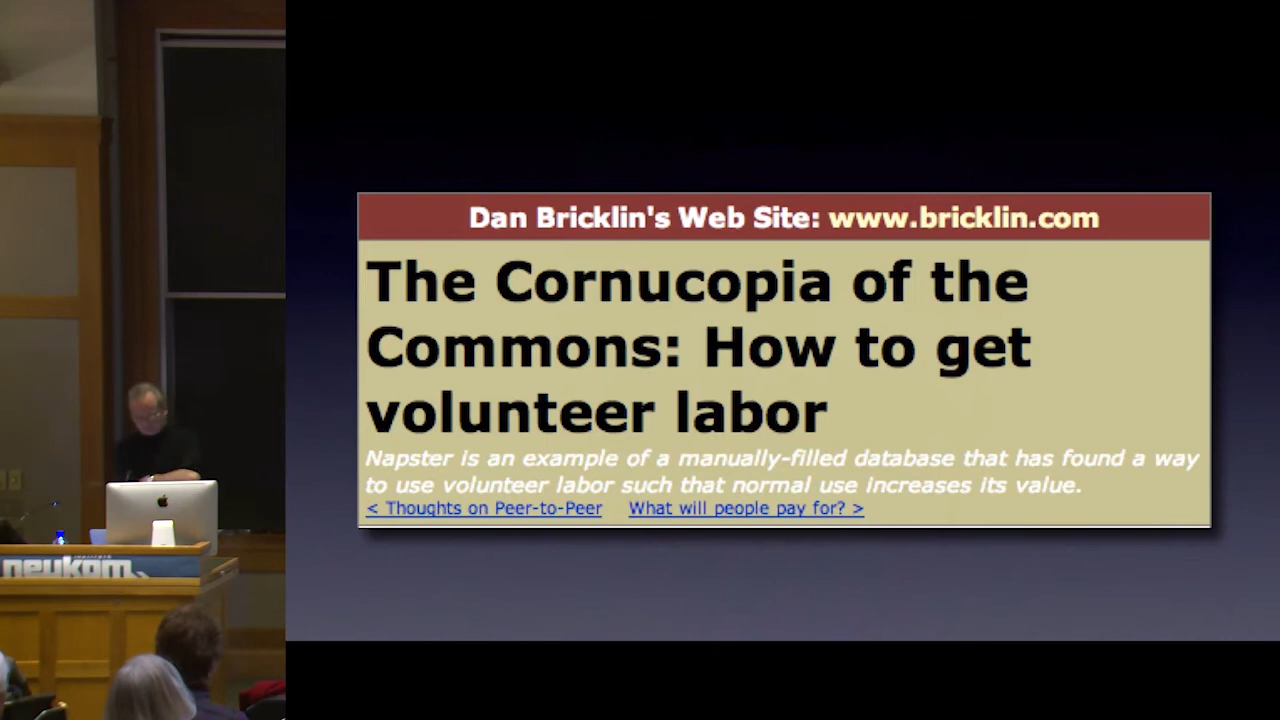 Dan Bricklin's Web Site: www.bricklin.com
The Cornucopia of the
Commons: How to get
volunteer labor
Napster is an example of a manually-filled database that has found a way
to use volunteer labor such that normal use increases its value.
< Thoughts on Peer-to-Peer What will people pay for? >
institute
neukom